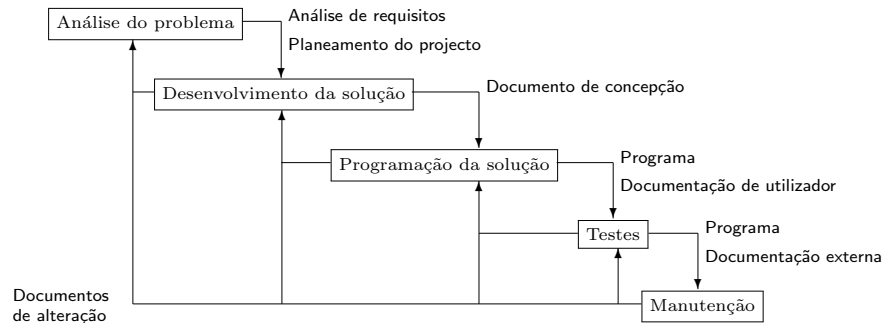 Análise do problema
Análise de requisitos
Planeamento do projecto
Desenvolvimento da solução
Documento de concepção
Programação da solução
Programa
Documentação de utilizador
Testes
Programa
Documentação externa
Documentos
de alteração
Manutenção